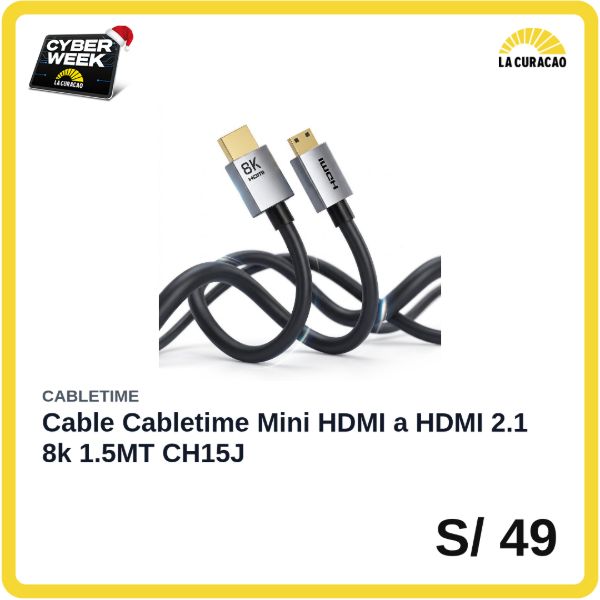 CYBER
WEEK
LA CURACAO
LA CURACAO
8K
HDMI
HDMI
CABLETIME
Cable Cabletime Mini HDMI a HDMI 2.1
8k 1.5MT CH15J
S/ 49